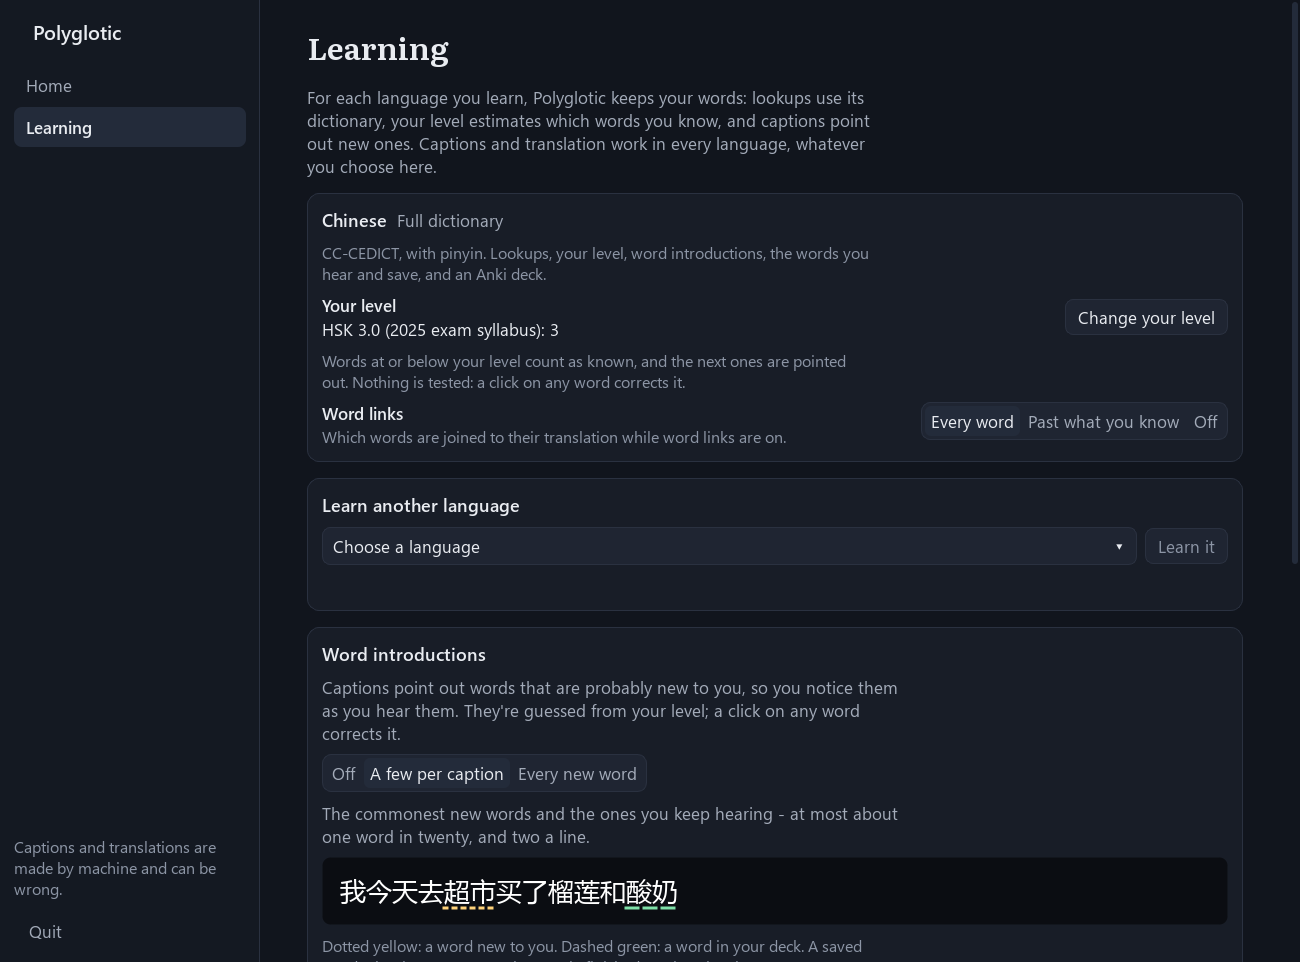 Polyglotic
Home
Learning
Captions and translations are
made by machine and can be
wrong.
Quit
Learning
For each language you learn, Polyglotic keeps your words: lookups use its
dictionary, your level estimates which words you know, and captions point
out new ones. Captions and translation work in every language, whatever
you choose here.
Chinese Full dictionary
CC-CEDICT, with pinyin. Lookups, your level, word introductions, the words you
hear and save, and an Anki deck.
Your level
HSK 3.0 (2025 exam syllabus): 3
Change your level
Words at or below your level count as known, and the next ones are pointed
out. Nothing is tested: a click on any word corrects it.
Word links
Which words are joined to their translation while word links are on.
Every word Past what you know Off
Learn another language
Choose a language
Learn it
Word introductions
Captions point out words that are probably new to you, so you notice them
as you hear them. They're guessed from your level; a click on any word
corrects it.
Off A few per caption Every new word
The commonest new words and the ones you keep hearing - at most about
one word in twenty, and two a line.
我今天去超市买了榴莲和酸奶
Dotted yellow: a word new to you. Dashed green: a word in your deck. A saved